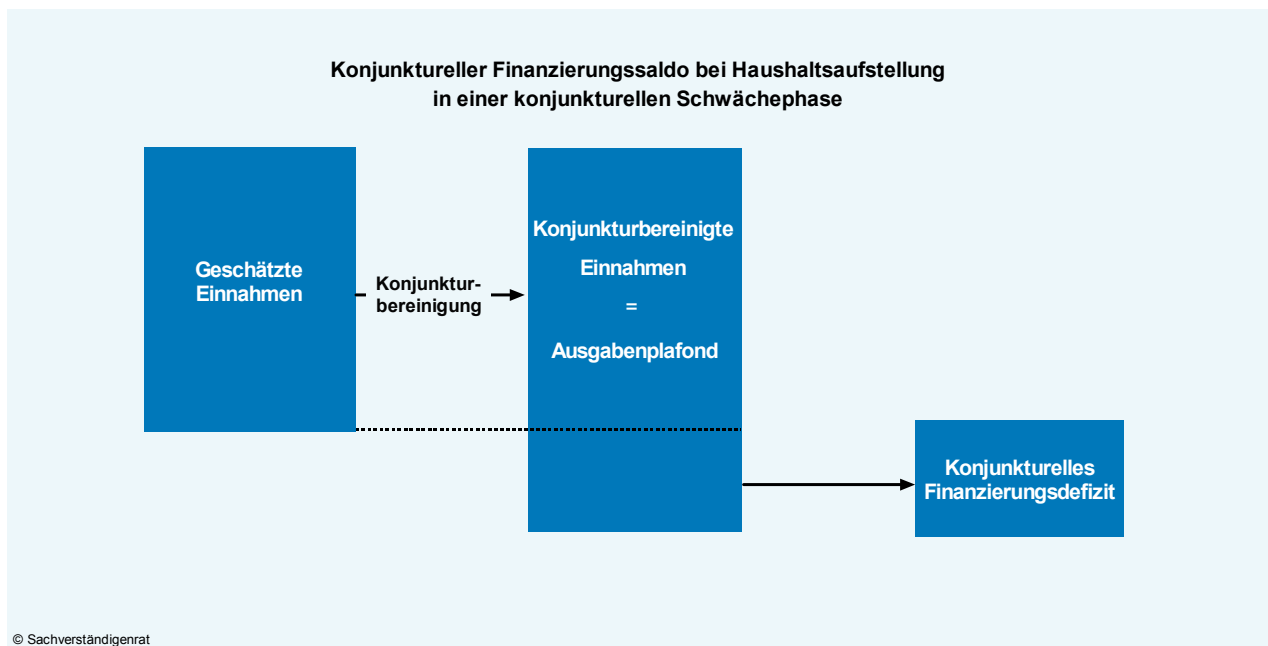 Konjunktureller Finanzierungssaldo bei Haushaltsaufstellung
in einer konjunkturellen Schwächephase
Geschätzte
Einnahmen
Konjunktur-
bereinigung
Konjunkturbereinigte
Einnahmen
=
Ausgabenplafond
Konjunkturelles
Finanzierungsdefizit
© Sachverständigenrat